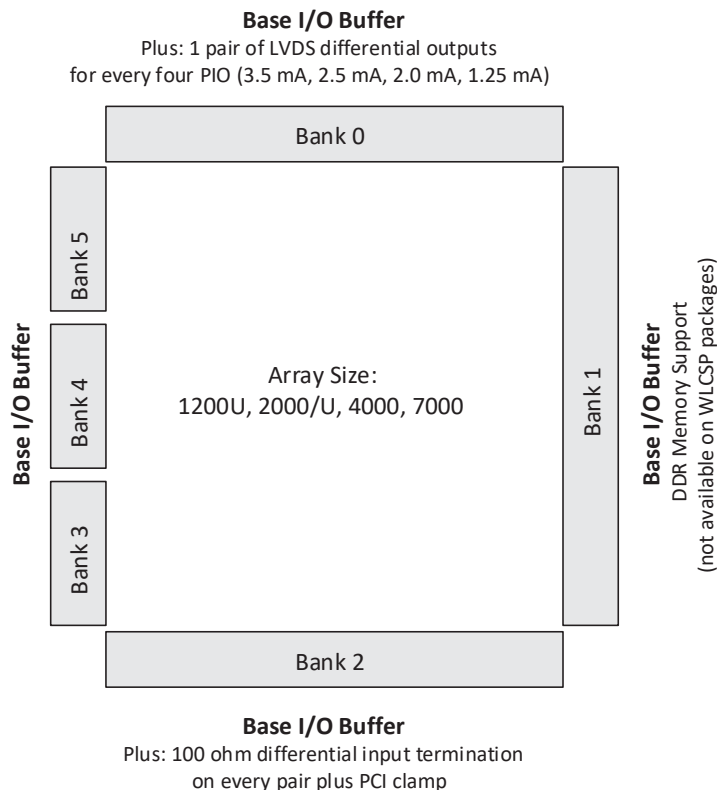 Base I/O Buffer
Plus: 1 pair of LVDS differential outputs
for every four PIO (3.5 mA, 2.5 mA, 2.0 mA, 1.25 mA)
Bank 0
Bank 5
Bank 4
Bank 3
Base I/O Buffer
Array Size:
1200U, 2000/U, 4000, 7000
Bank 1
Base I/O Buffer
DDR Memory Support
(not available on WLCSP packages)
Bank 2
Base I/O Buffer
Plus: 100 ohm differential input termination
on every pair plus PCI clamp